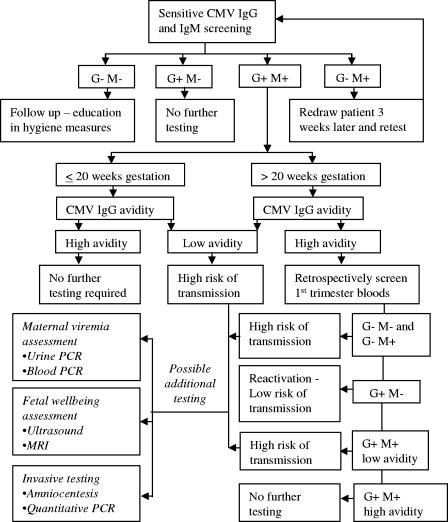 Sensitive CMV IgG
and IgM screening
G- M-
G+ M-
G+ M+
G- M+
Follow up – education
in hygiene measures
No further
testing
Redraw patient 3
weeks later and retest
≤ 20 weeks gestation
> 20 weeks gestation
CMV IgG avidity
CMV IgG avidity
High avidity
Low avidity
High avidity
No further
testing required
High risk of
transmission
Retrospectively screen
1st trimester bloods
Maternal viremia
assessment
•Urine PCR
•Blood PCR
Possible
additional
testing
High risk of
transmission
G- M- and
G- M+
Reactivation -
Low risk of
transmission
G+ M-
Fetal wellbeing
assessment
•Ultrasound
•MRI
High risk of
transmission
G+ M+
low avidity
Invasive testing
•Amniocentesis
•Quantitative PCR
No further
testing
G+ M+
high avidity